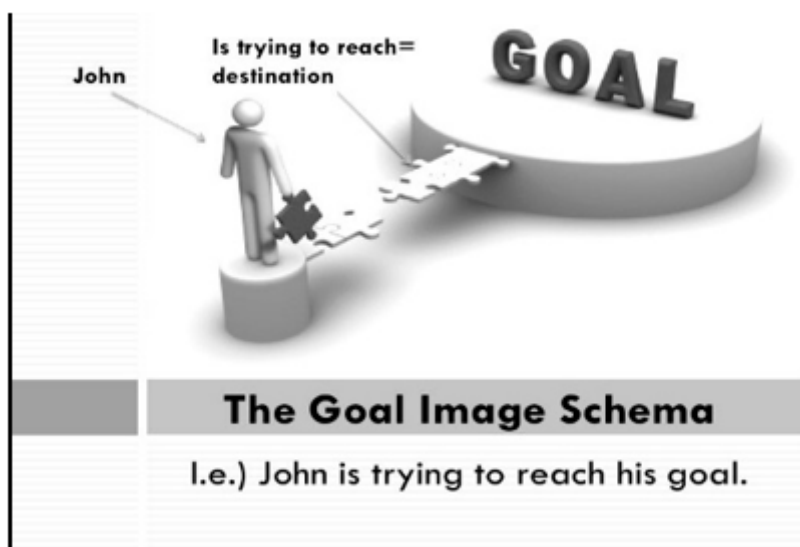 John
Is trying to reach=
destination
GOAL
The Goal Image Schema
I.e.) John is trying to reach his goal.